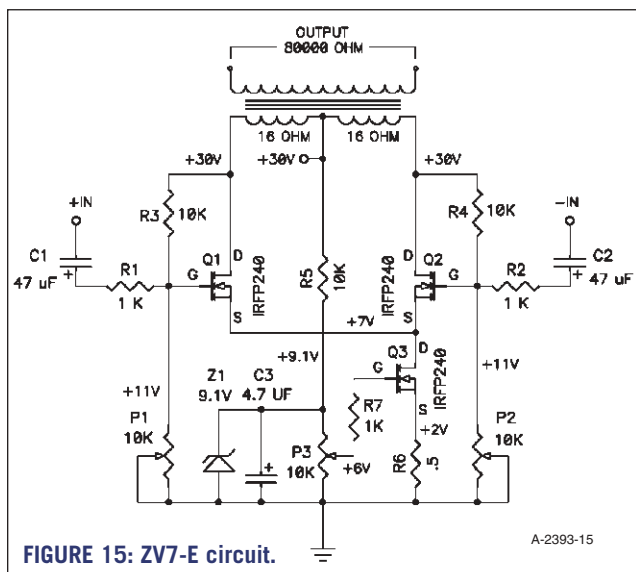 OUTPUT
80000 OHM
16 OHM
16 OHM
+30V
+30V
+30V
+IN
-IN
R3
10K
R4
10K
C1
47 uF
+
R1
1 K
G
Q1
D
S
IRFP240
R5
10K
IRFP240
D
Q2
G
S
R2
1 K
C2
47 uF
+
+7V
+9.1V
Q3
D
G
S
IRFP240
+11V
+11V
Z1
9.1V
C3
4.7 UF
+
R7
1K
+2V
P1
10K
P3
10K
+6V
R6
.5
P2
10K
A-2393-15
FIGURE 15: ZV7-E circuit.